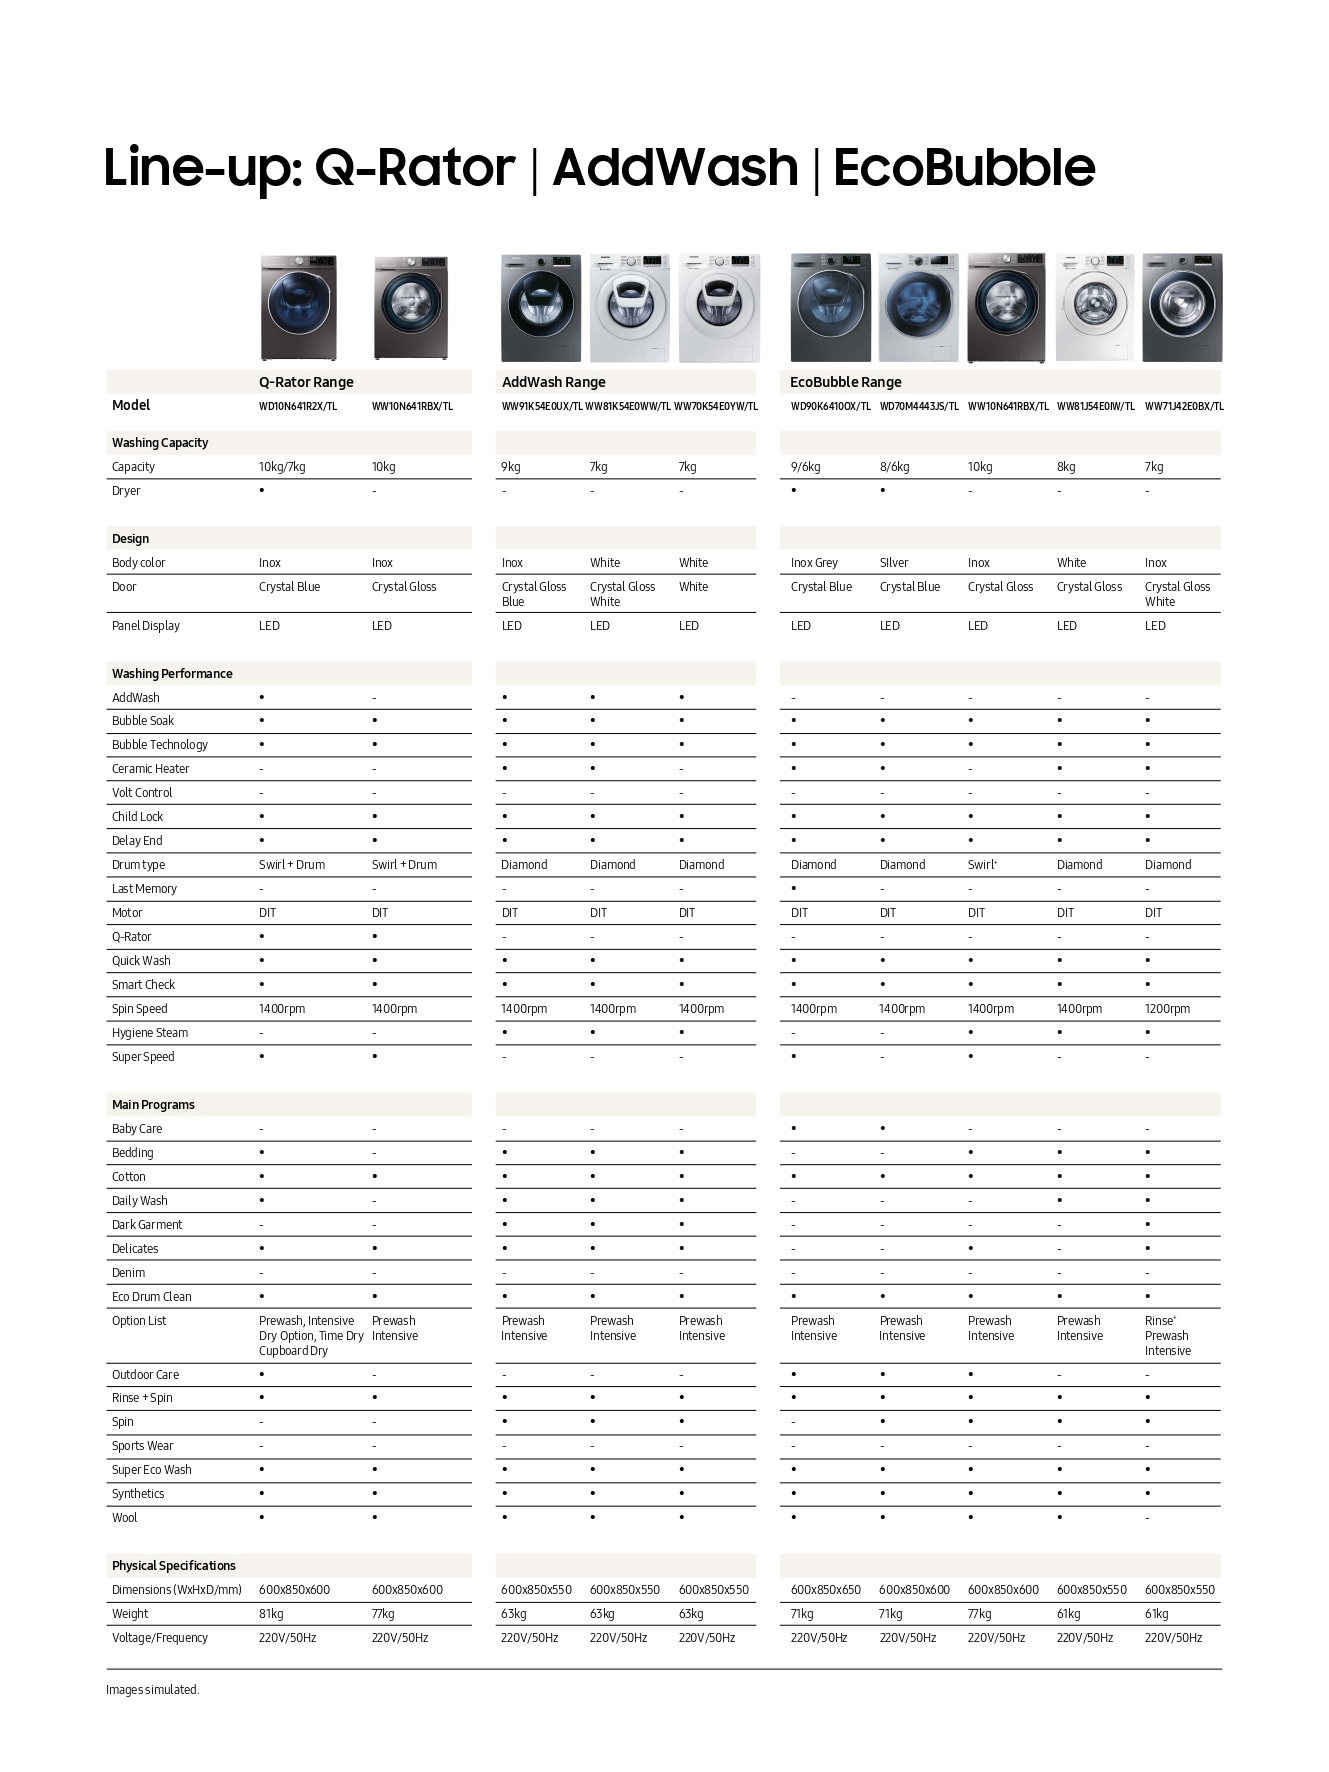 Line-up: Q-Rator | AddWash | EcoBubble
Q-Rator Range AddWash Range EcoBubble Range
Model WD10N641R2X/TL WW10N641RBX/TL WW91K54E0UX/TL WW81K54E0WW/TL WW70K54E0YW/TL WD90K6410OX/TL WD70M4443JS/TL WW10N641RBX/TL WW81J54E0IW/TL WW71J42E0BX/TL
Washing Capacity
Capacity 10kg/7kg 10kg 9kg 7kg 7kg 9/6kg 8/6kg 10kg 8kg 7kg
Dryer • - - - - • • - - -
Design
Body color Inox Inox Inox White White Inox Grey SIlver Inox White Inox
Door Crystal Blue Crystal Gloss Crystal Gloss Crystal Gloss White Crystal Blue Crystal Blue Crystal Gloss Crystal Gloss Crystal Gloss
Blue White White
Panel Display LED LED LED LED LED LED LED LED LED LED
Washing Performance
AddWash • - • • • - - - - -
Bubble Soak • • • • • • • • • •
Bubble Technology • • • • • • • • • •
Ceramic Heater - - • • - • • - • •
Volt Control - - - - - - - - - -
Child Lock • • • • • • • • • •
Delay End • • • • • • • • • •
Drum type Swirl + Drum Swirl + Drum Diamond Diamond Diamond Diamond Diamond Swirl⁺ Diamond Diamond
Last Memory - - - - - • - - - -
Motor DIT DIT DIT DIT DIT DIT DIT DIT DIT DIT
Q-Rator • • - - - - - - - -
Quick Wash • • • • • • • • • •
Smart Check • • • • • • • • • •
Spin Speed 1400rpm 1400rpm 1400rpm 1400rpm 1400rpm 1400rpm 1400rpm 1400rpm 1400rpm 1200rpm
Hygiene Steam - - • • • - - • • •
Super Speed • • - - - • - • - -
Main Programs
Baby Care - - - - - • • - - -
Bedding • - • • • - - • • •
Cotton • • • • • • • • • •
Daily Wash • - • • • - - - • •
Dark Garment - - • • • - - - - •
Delicates • • • • • - - • - •
Denim - - - - - - - - - -
Eco Drum Clean • • • • • • • • • •
Option List Prewash, Intensive Prewash Prewash Prewash Prewash Prewash Prewash Prewash Prewash Rinse⁺
Dry Option, Time Dry Intensive Intensive Intensive Intensive Intensive Intensive Intensive Intensive Prewash
Cupboard Dry Intensive
Outdoor Care • - - - - • • • - -
Rinse + Spin • • • • • • • • • •
Spin - - • • • - • • • •
Sports Wear - - - - - - - - - -
Super Eco Wash • • • • • • • • • •
Synthetics • • • • • • • • • •
Wool • • • • • • • • • -
Physical Specifications
Dimensions (WxHxD/mm) 600x850x600 600x850x600 600x850x550 600x850x550 600x850x550 600x850x650 600x850x600 600x850x600 600x850x550 600x850x550
Weight 81kg 77kg 63kg 63kg 63kg 71kg 71kg 77kg 61kg 61kg
Voltage/Frequency 220V/50Hz 220V/50Hz 220V/50Hz 220V/50Hz 220V/50Hz 220V/50Hz 220V/50Hz 220V/50Hz 220V/50Hz 220V/50Hz
Images simulated.